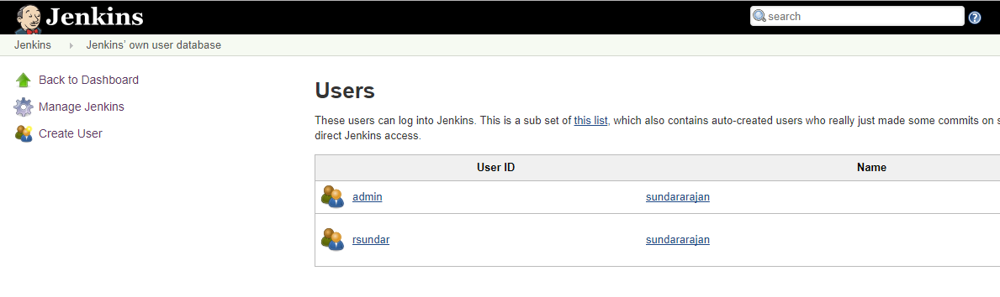 Jenkins
search
Jenkins
Jenkins' own user database
Back to Dashboard
Manage Jenkins
Create User
Users
These users can log into Jenkins. This is a sub set of this list, which also contains auto-created users who really just made some commits on s
direct Jenkins access.
User ID Name
admin sundararajan
rsundar sundararajan